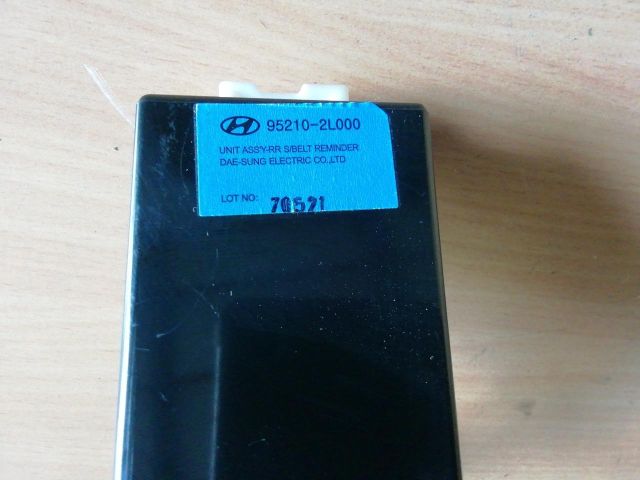 95210-2L000
UNIT ASS'Y-RR S/BELT REMINDER
DAE-SUNG ELECTRIC CO.,LTD
LOT NO: 70521